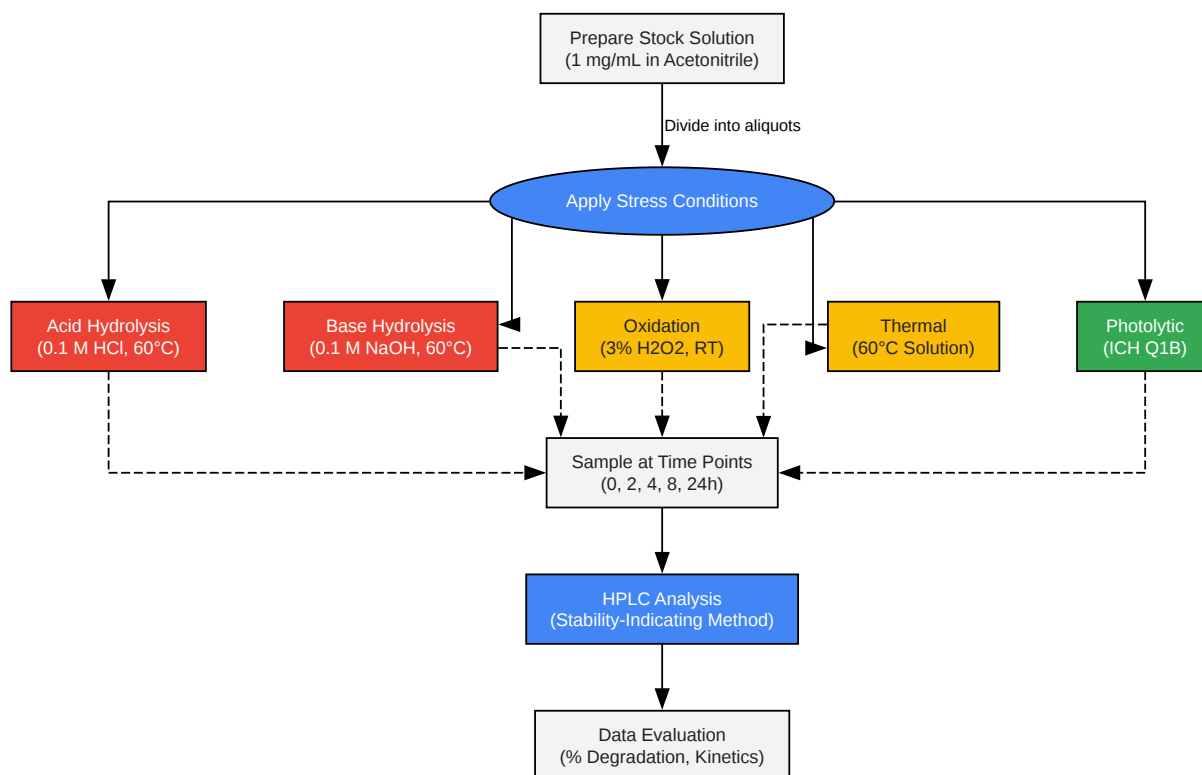 Prepare Stock Solution
(1 mg/mL in Acetonitrile)
Divide into aliquots
Apply Stress Conditions
Acid Hydrolysis
(0.1 M HCl, 60°C)
Base Hydrolysis
(0.1 M NaOH, 60°C)
Oxidation
(3% H2O2, RT)
Thermal
(60°C Solution)
Photolytic
(ICH Q1B)
Sample at Time Points
(0, 2, 4, 8, 24h)
HPLC Analysis
(Stability-Indicating Method)
Data Evaluation
(% Degradation, Kinetics)